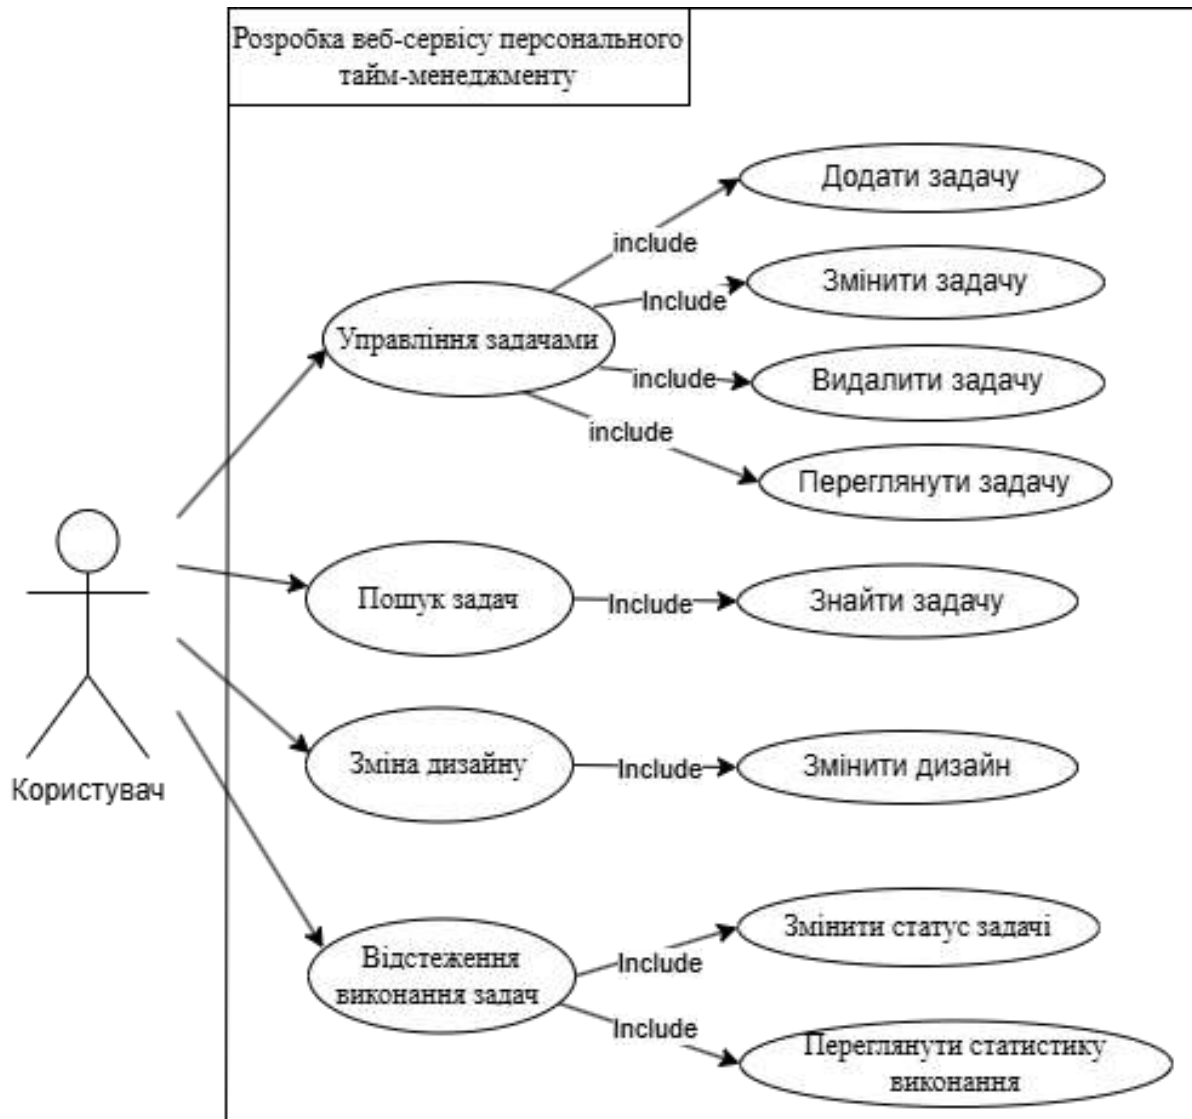 Розробка веб-сервісу персонального
тайм-менеджменту
Додати задачу
include
Змінити задачу
Include
Управління задачами
include
Видалити задачу
include
Переглянути задачу
Пошук задач
Include
Знайти задачу
Зміна дизайну
Include
Змінити дизайн
Користувач
Змінити статус задачі
Include
Відстеження
виконання задач
Include
Переглянути статистику
виконання